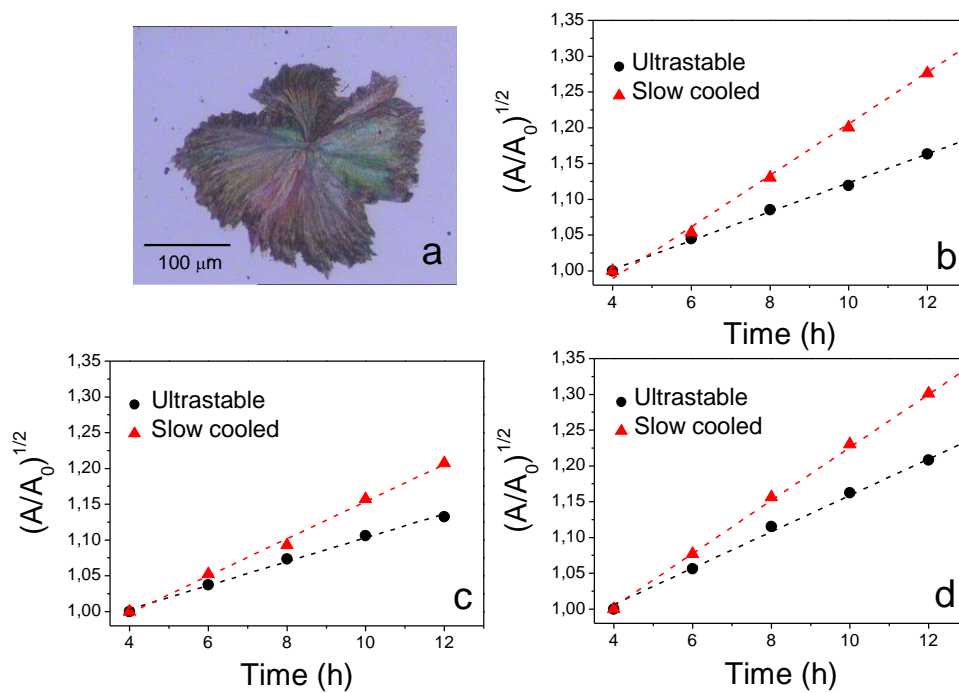 100 μm
a
1,35
1,30
1,25
1,20
1,15
1,10
1,05
1,00
(A/A0)1/2
Ultrastable
Slow cooled
b
4 6 8 10 12
Time (h)
1,35
1,30
1,25
1,20
1,15
1,10
1,05
1,00
(A/A0)1/2
Ultrastable
Slow cooled
c
4 6 8 10 12
Time (h)
1,35
1,30
1,25
1,20
1,15
1,10
1,05
1,00
(A/A0)1/2
Ultrastable
Slow cooled
d
4 6 8 10 12
Time (h)